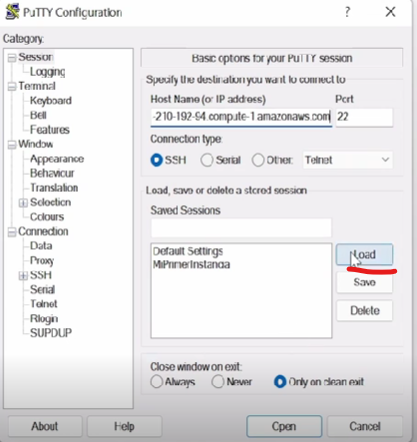 PuTTY Configuration
?
Category:
Session
Logging
Terminal
Keyboard
Bell
Features
Window
Appearance
Behaviour
Translation
Selection
Colours
Connection
Data
Proxy
SSH
Serial
Telnet
Rlogin
SUPDUP
Basic options for your PuTTY session
Specify the destination you want to connect to
Host Name (or IP address) Port
-210-192-94.compute-1.amazonaws.com 22
Connection type:
SSH Serial Other: Telnet
Load, save or delete a stored session
Saved Sessions
Default Settings
MiPrimerInstancia
Load
Save
Delete
Close window on exit:
Always Never Only on clean exit
About Help Open Cancel